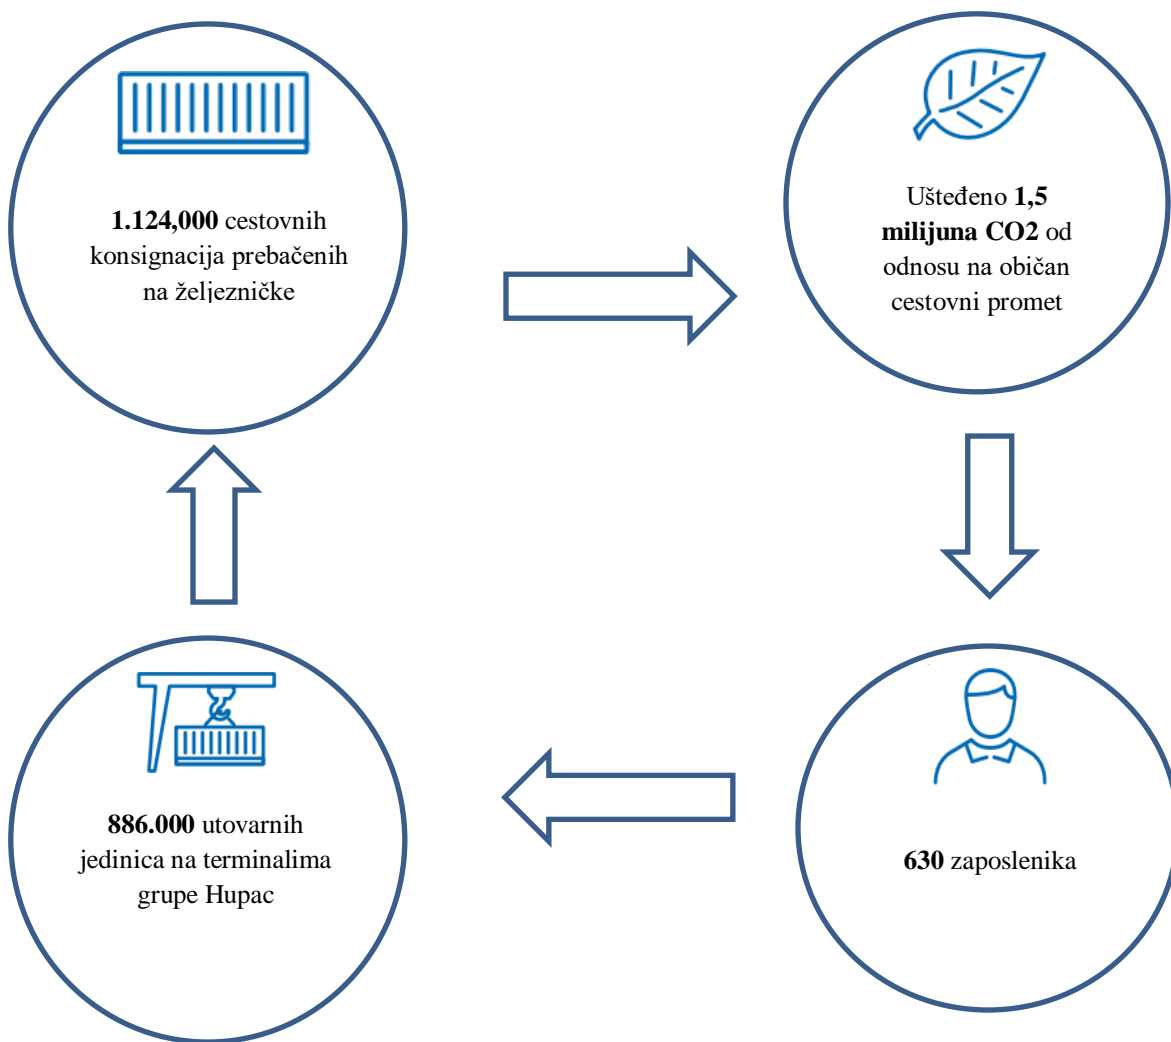 1.124,000 cestovnih
konsignacija prebačenih
na željezničke
Ušteđeno 1,5
milijuna CO2 od
odnosu na običan
cestovni promet
886.000 utovarnih
jedinica na terminalima
grupe Hupac
630 zaposlenika